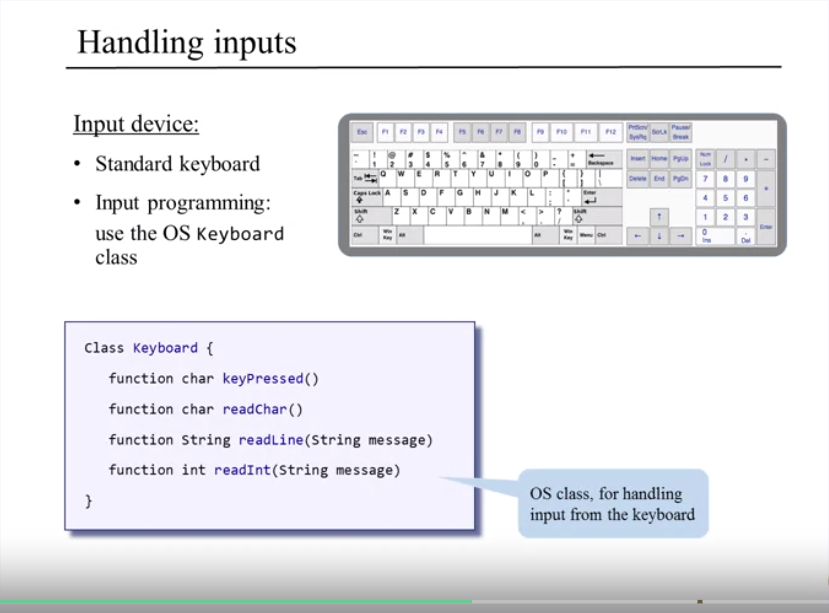 Handling inputs
Input device:
• Standard keyboard
• Input programming:
use the OS Keyboard
class
Esc F1 F2 F3 F4 F5 F6 F7 F8 F9 F10 F11 F12 PrtScn/ SysRq ScrLk Pause/ Break
~ ! @ # $ % ^ & * ( ) _ + Backspace Insert Home PgUp Num Lock / * −
1 2 3 4 5 6 7 8 9 0 - =
Tab Q W E R T Y U I O P { } | Delete End PgDn 7 8 9 +
[ ] \
Caps Lock A S D F G H J K L : " Enter 4 5 6
; '
Shift Z X C V B N M < > ? Shift ↑ 1 2 3 Enter
, . /
Ctrl Win Key Alt Alt Win Key Menu Ctrl ← ↓ → 0 Ins . Del
Class Keyboard {
function char keyPressed()
function char readChar()
function String readLine(String message)
function int readInt(String message)
}
OS class, for handling
input from the keyboard